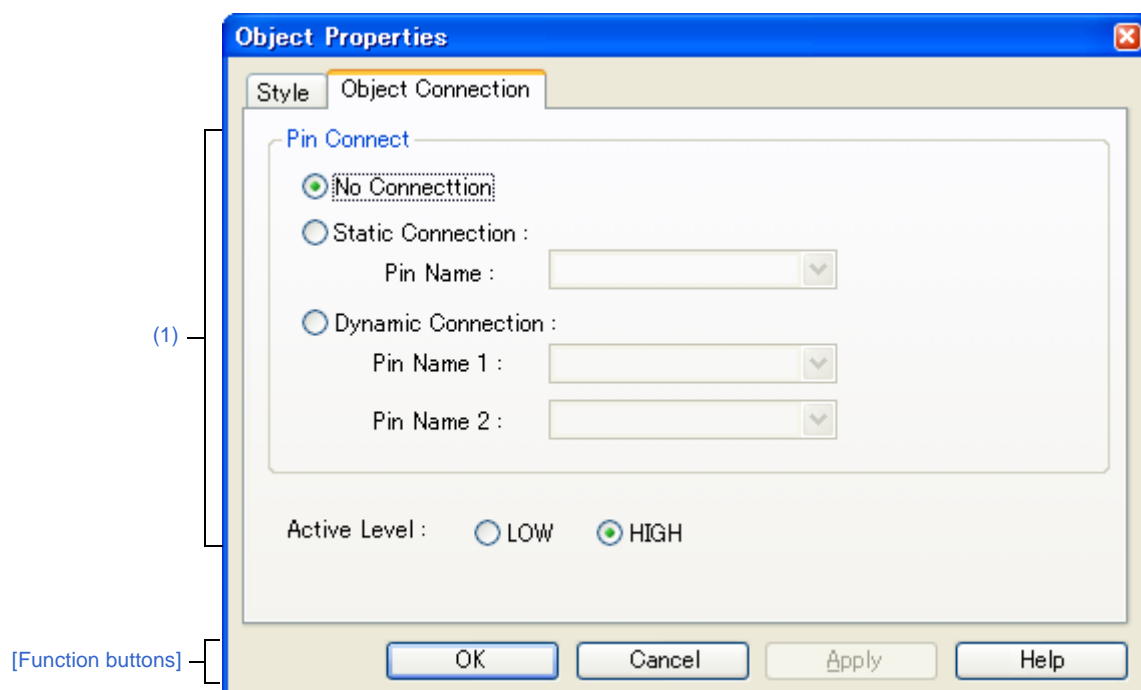 Object Properties
Style
Object Connection
Pin Connect
No Connecttion
Static Connection :
Pin Name :
Dynamic Connection :
Pin Name 1 :
Pin Name 2 :
(1)
Active Level :
LOW
HIGH
[Function buttons]
OK
Cancel
Apply
Help